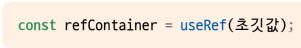 const refContainer = useRef(초깃값);